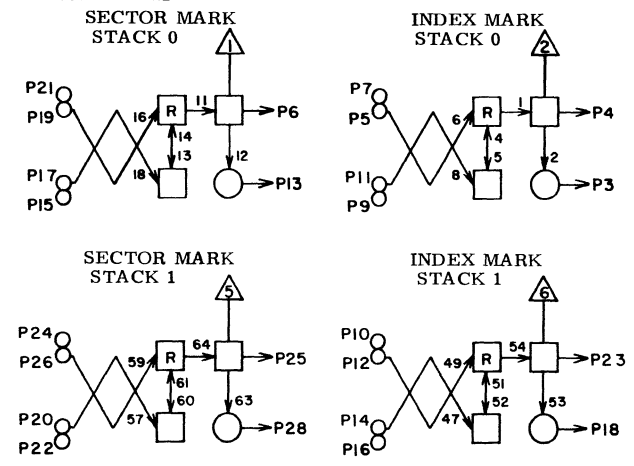 SECTOR MARK
STACK 0
1
P21
P19
16
R
11
P6
14
13
12
P17
P15
18
P13
INDEX MARK
STACK 0
2
P7
P5
6
R
1
P4
4
5
2
P11
P9
8
P3
SECTOR MARK
STACK 1
5
P24
P26
59
R
64
P25
61
60
63
P20
P22
57
P28
INDEX MARK
STACK 1
6
P10
P12
49
R
54
P23
51
52
53
P14
P16
47
P18